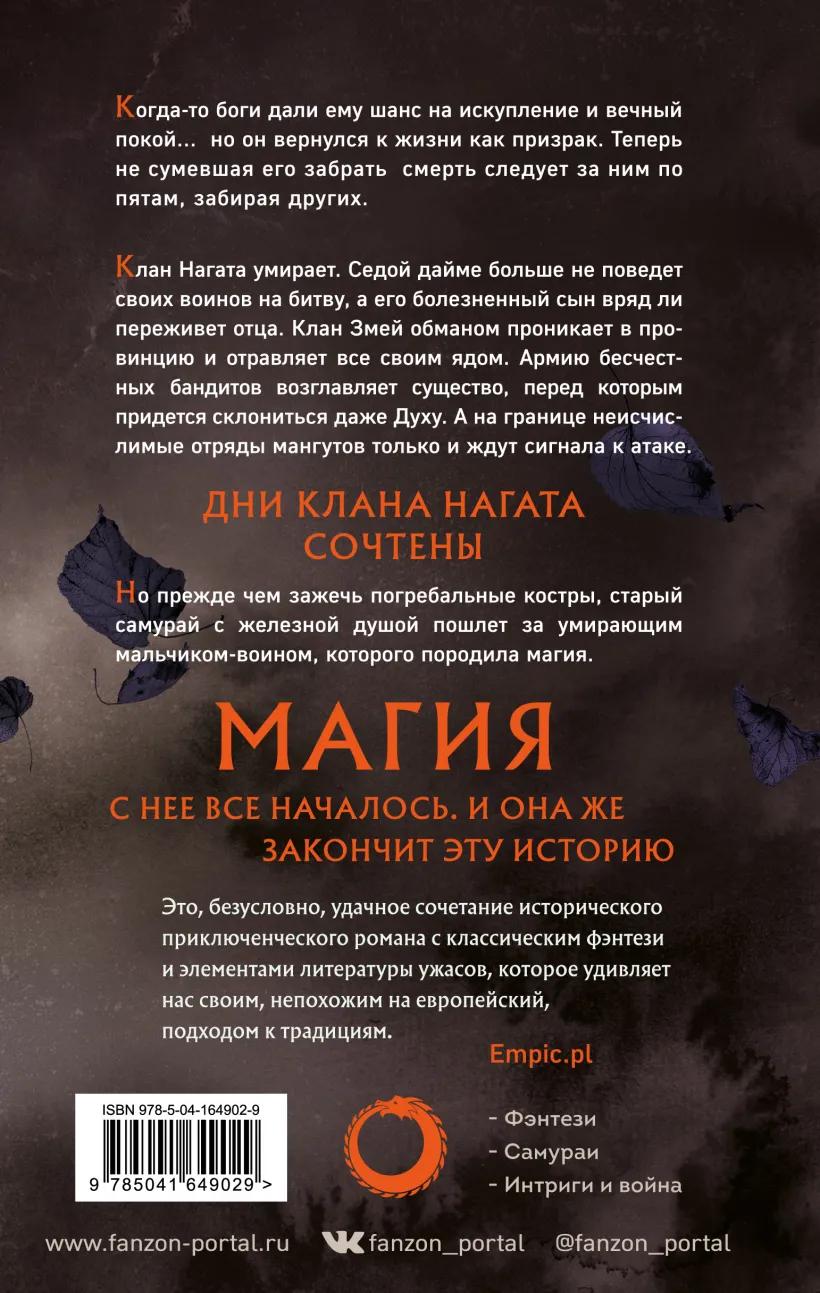 Когда-то боги дали ему шанс на искупление и вечный
покой... но он вернулся к жизни как призрак. Теперь
не сумевшая его забрать смерть следует за ним по
пятам, забирая других.
Клан Нагата умирает. Седой дайме больше не поведет
своих воинов на битву, а его болезненный сын вряд ли
переживет отца. Клан Змей обманом проникает в про-
винцию и отравляет все своим ядом. Армию бесчест-
ных бандитов возглавляет существо, перед которым
придется склониться даже Духу. А на границе неисчис-
лимые отряды мангутов только и ждут сигнала к атаке.
ДНИ КЛАНА НАГАТА
СОЧТЕНЫ
Но прежде чем зажечь погребальные костры, старый
самурай с железной душой пошлет за умирающим
мальчиком-воином, которого породила магия.
МАГИЯ
С НЕЕ ВСЕ НАЧАЛОСЬ. И ОНА ЖЕ
ЗАКОНЧИТ ЭТУ ИСТОРИЮ
Это, безусловно, удачное сочетание исторического
приключенческого романа с классическим фэнтези
и элементами литературы ужасов, которое удивляет
нас своим, непохожим на европейский,
подходом к традициям.
Empic.pl
ISBN 978-5-04-164902-9
9 785041 649029 >
- Фэнтези
- Самураи
- Интриги и война
www.fanzon-portal.ru fanzon_portal @fanzon_portal